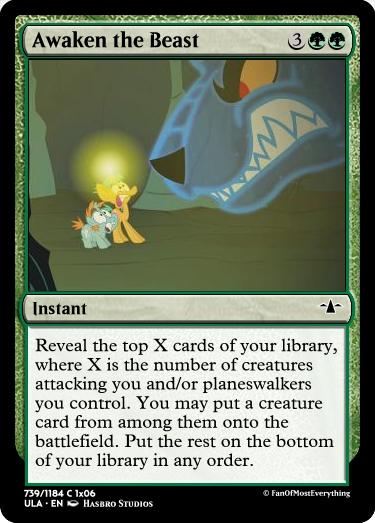 Awaken the Beast 3
Instant
Reveal the top X cards of your library,
where X is the number of creatures
attacking you and/or planeswalkers
you control. You may put a creature
card from among them onto the
battlefield. Put the rest on the bottom
of your library in any order.
739/1184 C 1x06 © FanOfMostEverything
ULA • EN HASBRO STUDIOS